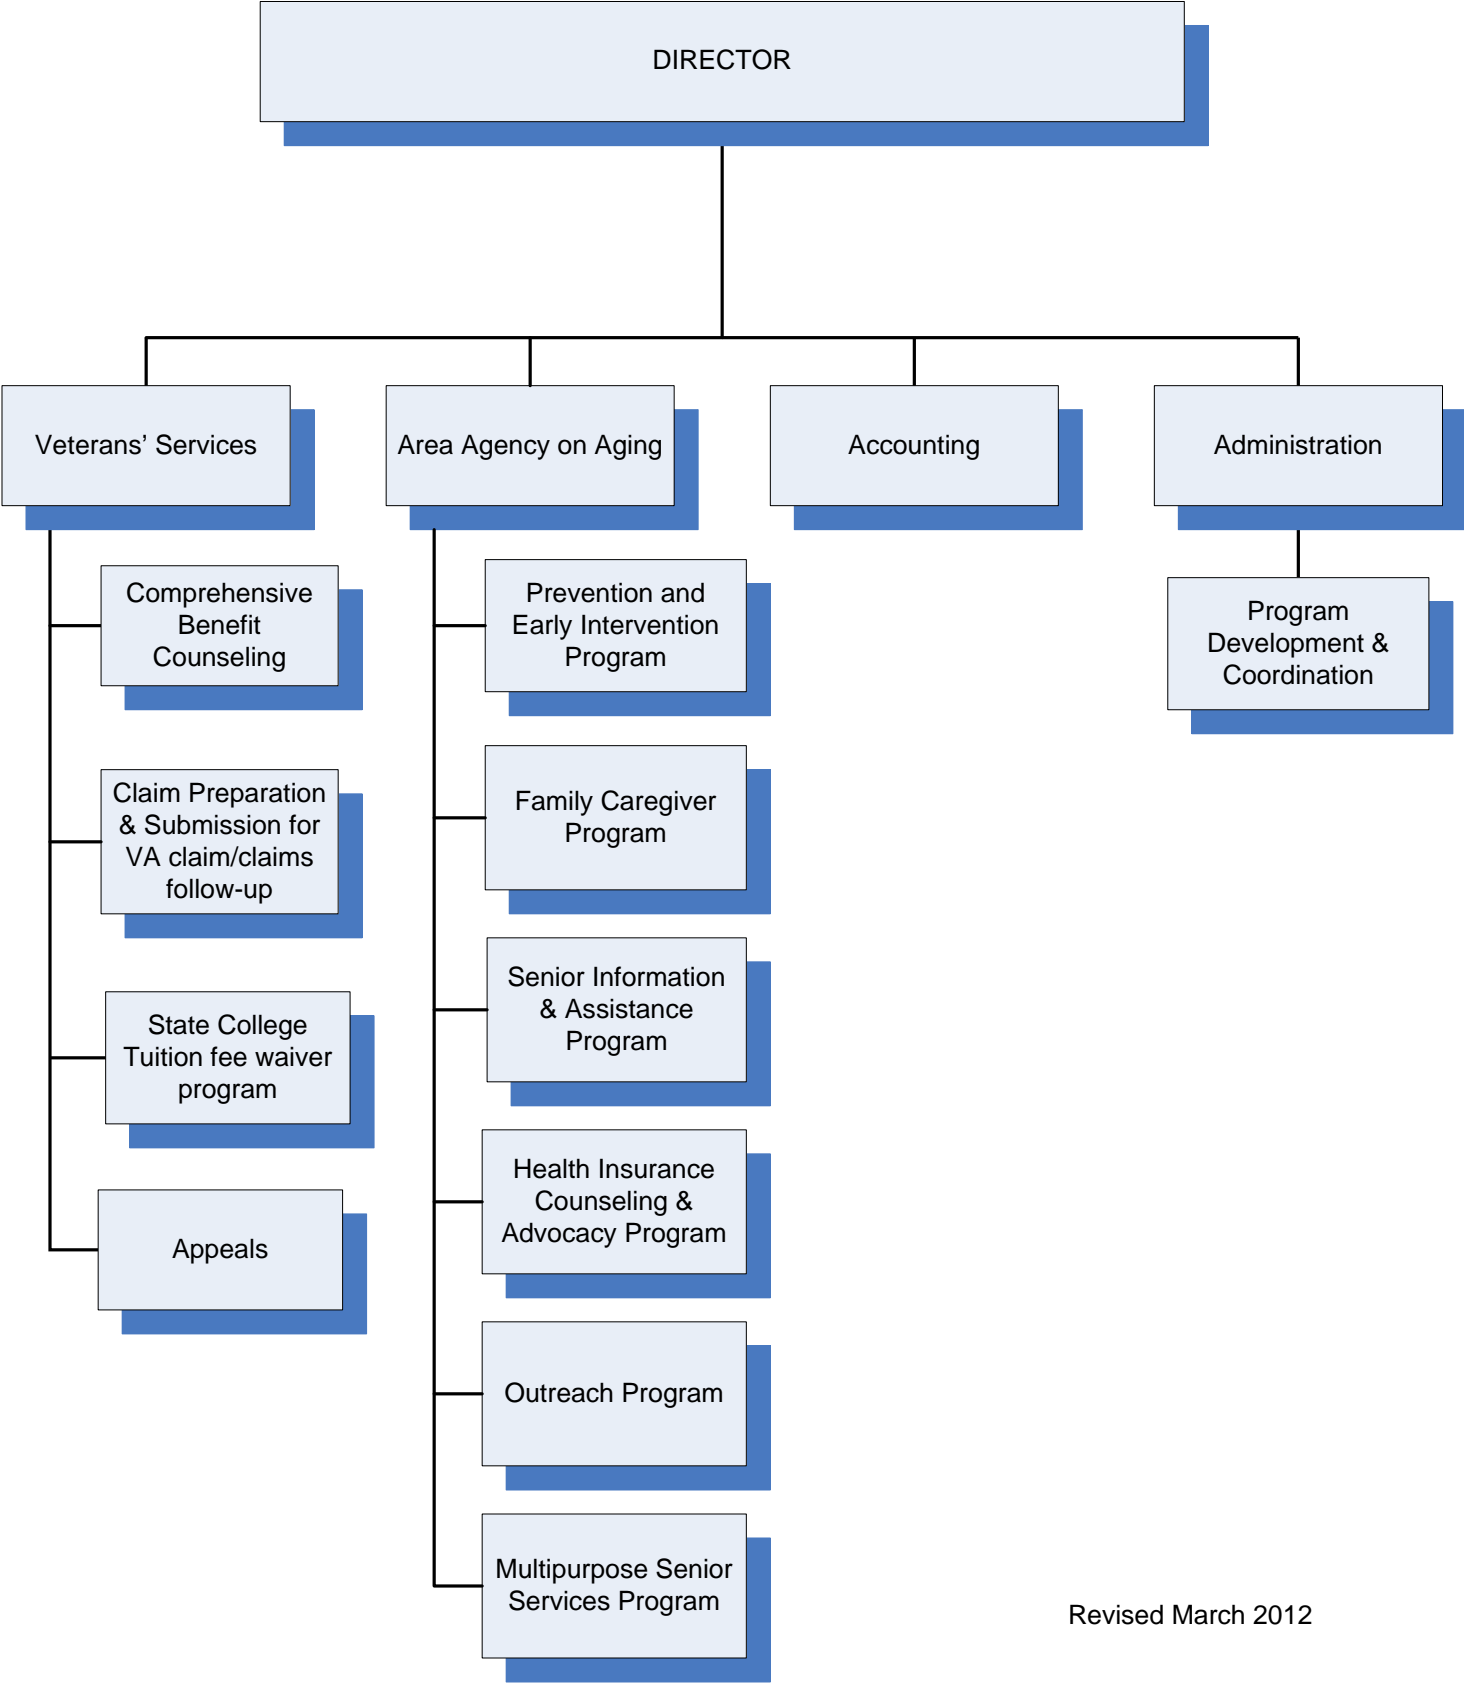 DIRECTOR
Veterans’ Services
Area Agency on Aging
Accounting
Administration
Comprehensive
Benefit
Counseling
Claim Preparation
& Submission for
VA claim/claims
follow-up
State College
Tuition fee waiver
program
Appeals
Prevention and
Early Intervention
Program
Family Caregiver
Program
Senior Information
& Assistance
Program
Health Insurance
Counseling &
Advocacy Program
Outreach Program
Multipurpose Senior
Services Program
Program
Development &
Coordination
Revised March 2012